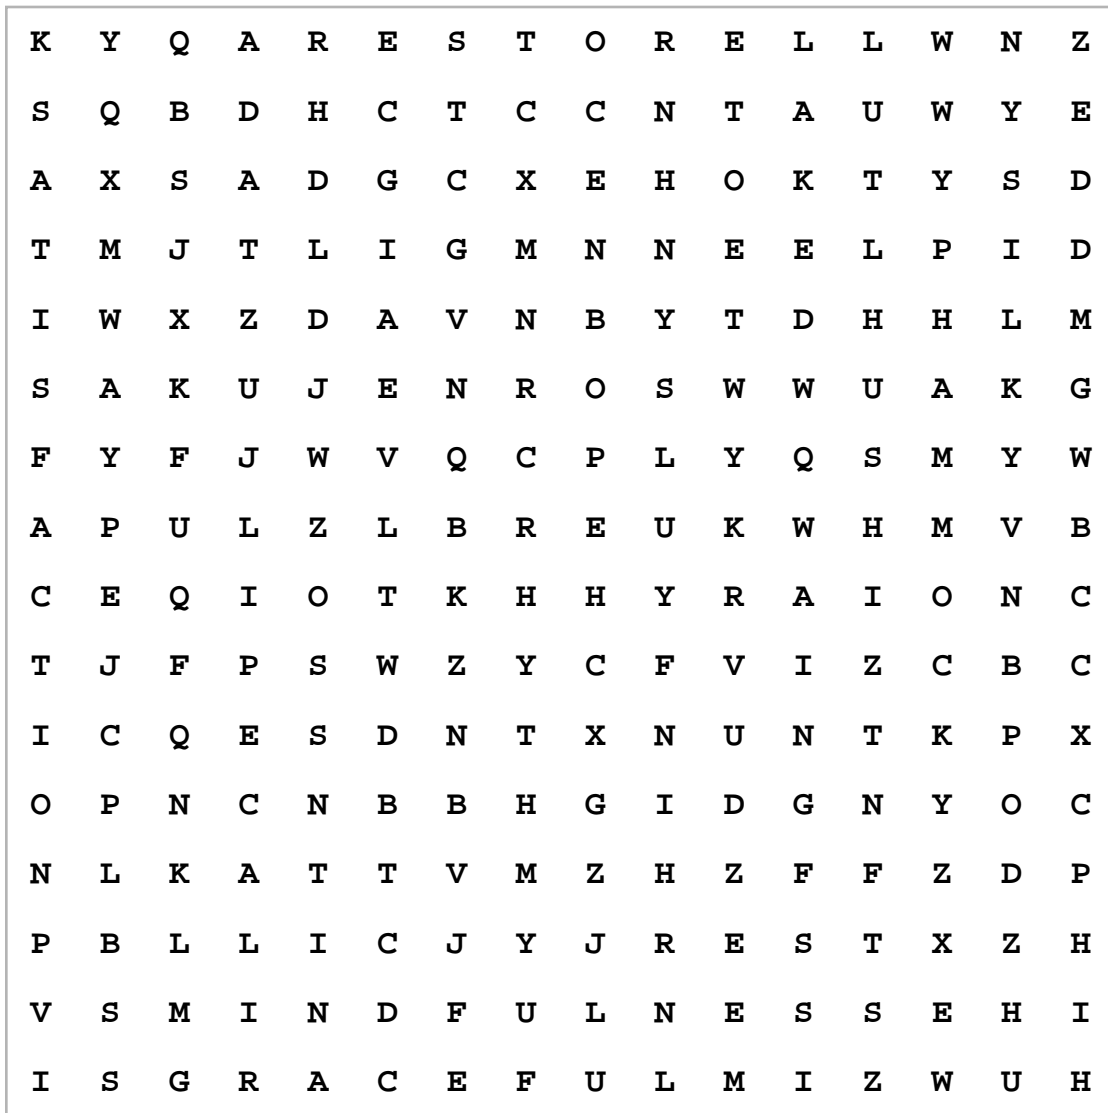 K Y Q A R E S T O R E L L W N Z
S Q B D H C T C C N T A U W Y E
A X S A D G C X E H O K T Y S D
T M J T L I G M N N E E L P I D
I W X Z D A V N B Y T D H H L M
S A K U J E N R O S W W U A K G
F Y F J W V Q C P L Y Q S M Y W
A P U L Z L B R E U K W H M V B
C E Q I O T K H H Y R A I O N C
T J F P S W Z Y C F V I Z C B C
I C Q E S D N T X N U N T K P X
O P N C N B B H G I D G N Y O C
N L K A T T V M Z H Z F F Z D P
P B L L I C J Y J R E S T X Z H
V S M I N D F U L N E S S E H I
I S G R A C E F U L M I Z W U H